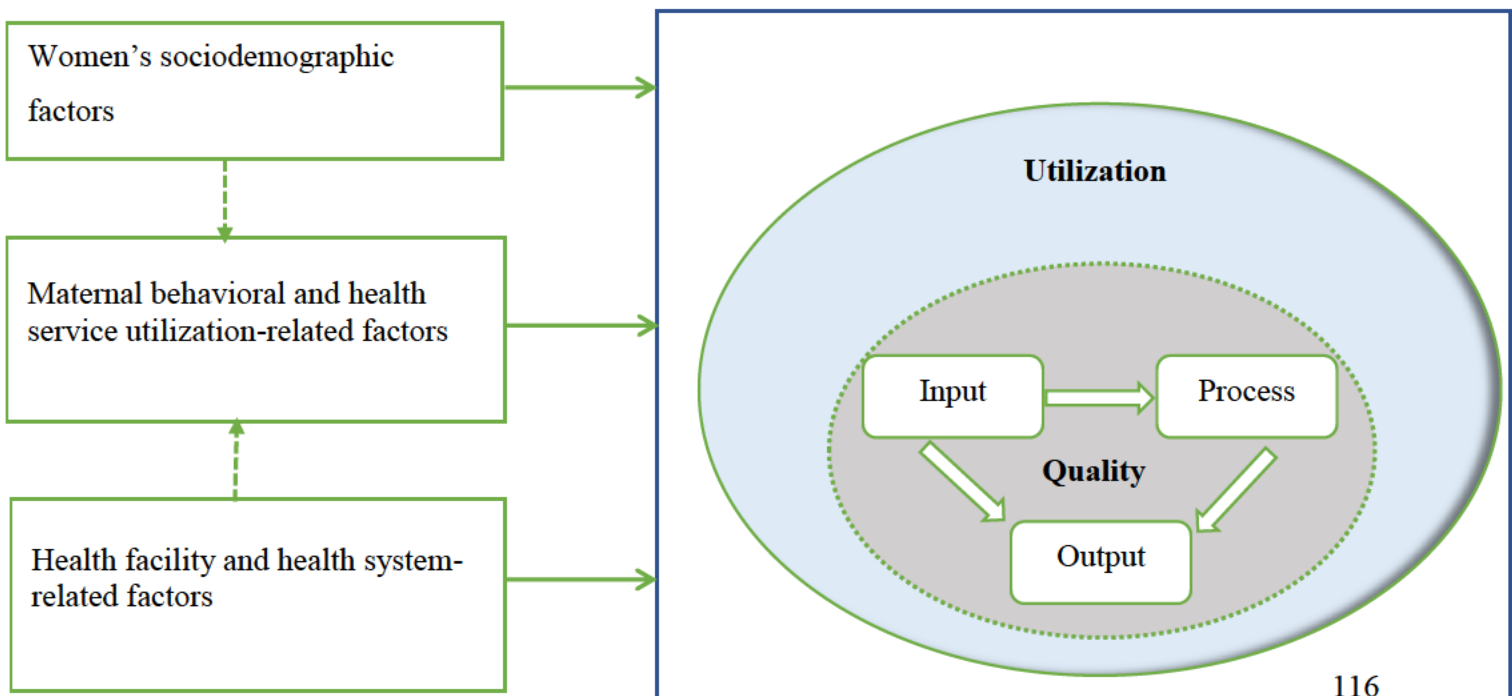 Women’s sociodemographic
factors
Maternal behavioral and health
service utilization-related factors
Health facility and health system-
related factors
Utilization
Input
Process
Quality
Output
116